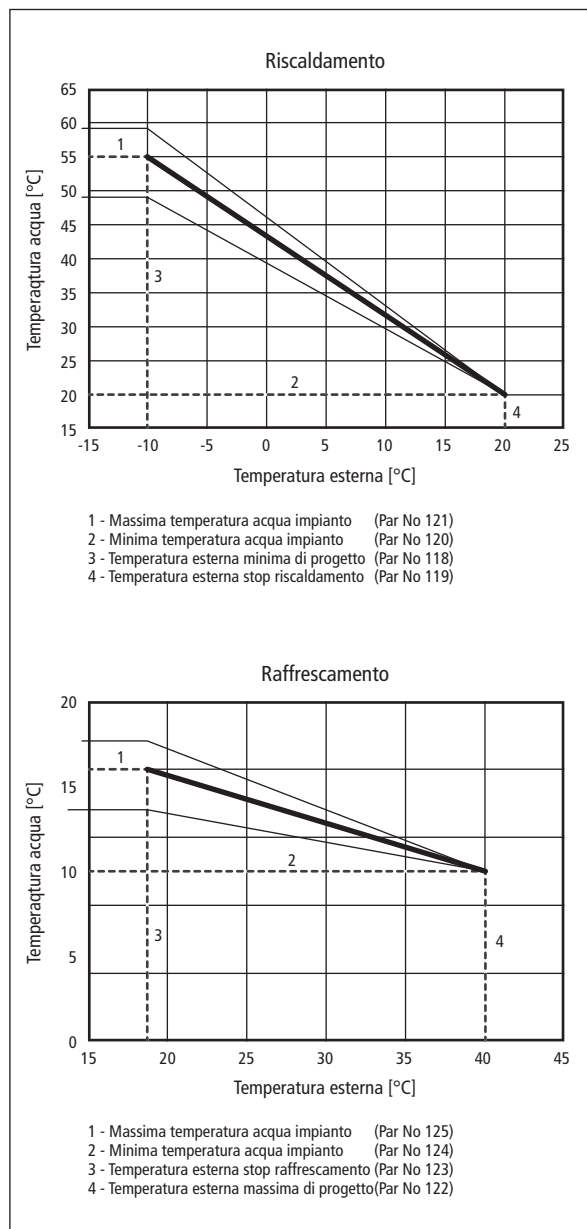 Riscaldamento
65
60
55
50
45
40
35
30
25
20
15
Temperaqtura acqua [°C]
1
3
2
4
-15 -10 -5 0 5 10 15 20 25
Temperatura esterna [°C]
1 - Massima temperatura acqua impianto (Par No 121)
2 - Minima temperatura acqua impianto (Par No 120)
3 - Temperatura esterna minima di progetto (Par No 118)
4 - Temperatura esterna stop riscaldamento (Par No 119)
Raffrescamento
20
15
10
5
0
Temperaqtura acqua [°C]
1
2
3
4
15 20 25 30 35 40 45
Temperatura esterna [°C]
1 - Massima temperatura acqua impianto (Par No 125)
2 - Minima temperatura acqua impianto (Par No 124)
3 - Temperatura esterna stop raffrescamento (Par No 123)
4 - Temperatura esterna massima di progetto(Par No 122)